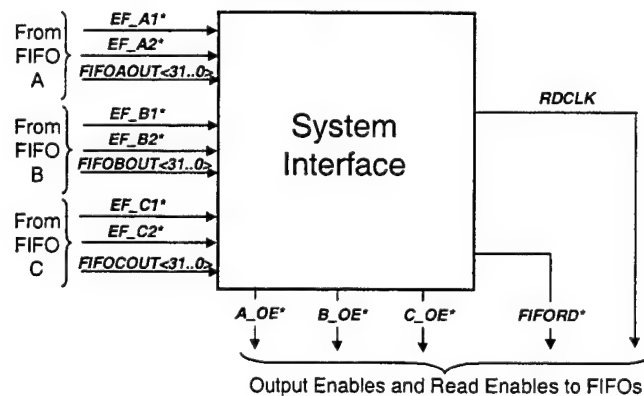 From
FIFO
A
EF_A1*
EF_A2*
FIFOAOUT<31..0>
From
FIFO
B
EF_B1*
EF_B2*
FIFOBOUT<31..0>
From
FIFO
C
EF_C1*
EF_C2*
FIFOCOUT<31..0>
System
Interface
RDCLK
A_OE*
B_OE*
C_OE*
FIFORD*
Output Enables and Read Enables to FIFOs